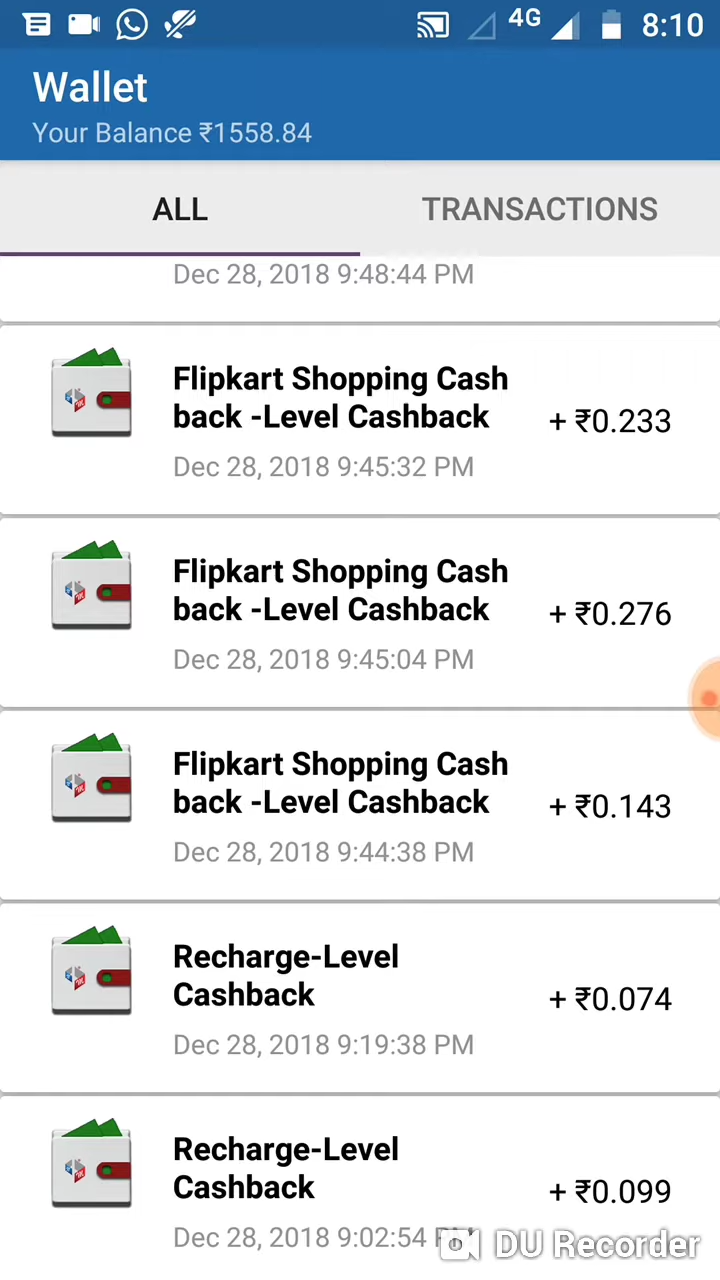 4G 8:10
Wallet
Your Balance ₹1558.84
ALL TRANSACTIONS
Dec 28, 2018 9:48:44 PM
Flipkart Shopping Cash
back -Level Cashback
+ ₹0.233
Dec 28, 2018 9:45:32 PM
Flipkart Shopping Cash
back -Level Cashback
+ ₹0.276
Dec 28, 2018 9:45:04 PM
Flipkart Shopping Cash
back -Level Cashback
+ ₹0.143
Dec 28, 2018 9:44:38 PM
Recharge-Level
Cashback
+ ₹0.074
Dec 28, 2018 9:19:38 PM
Recharge-Level
Cashback
+ ₹0.099
Dec 28, 2018 9:02:54 PM
DU Recorder